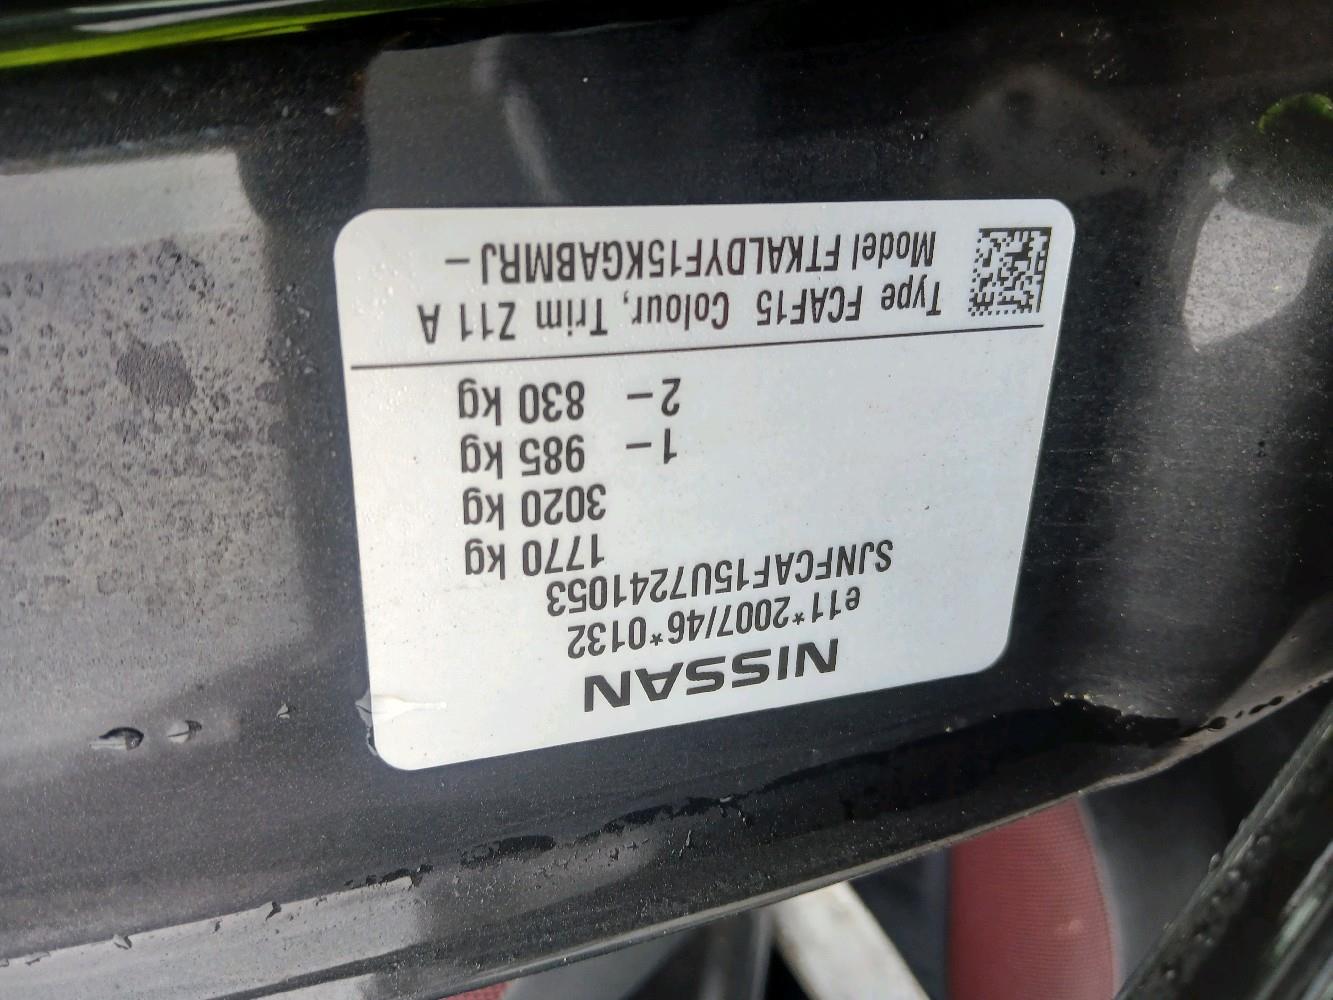 NISSAN
e11*2007/46*0132
SJNFCAF15U7241053
1770 kg
3020 kg
1– 985 kg
2– 830 kg
Type FCAF15 Colour, Trim Z11 A
Model FTKALDYF15KGABMRJ –